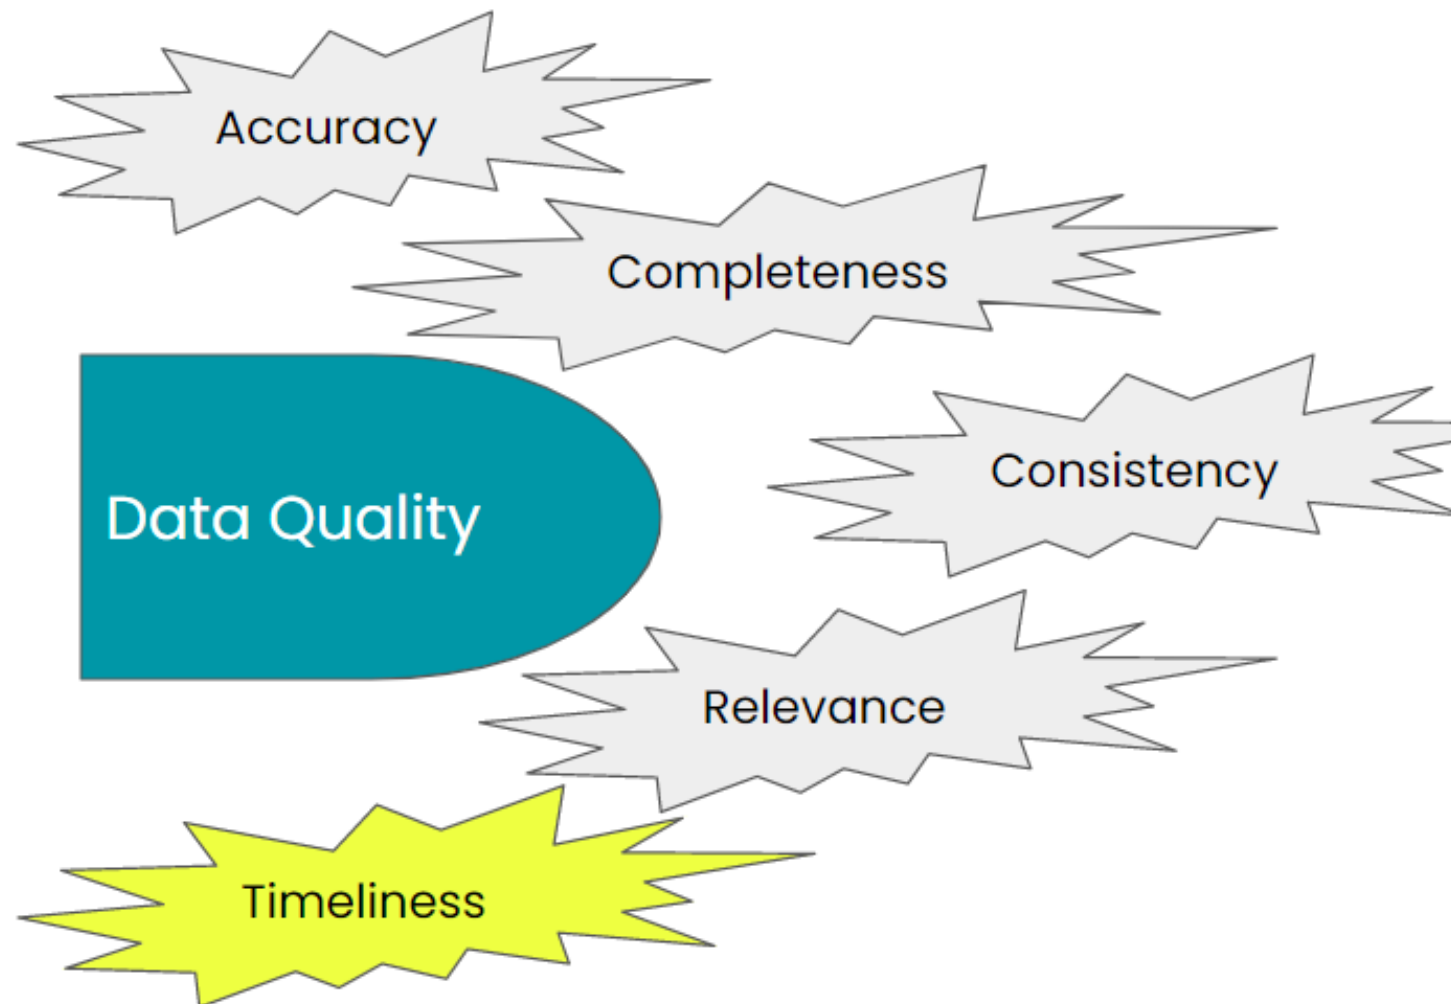 Accuracy
Completeness
Consistency
Data Quality
Relevance
Timeliness